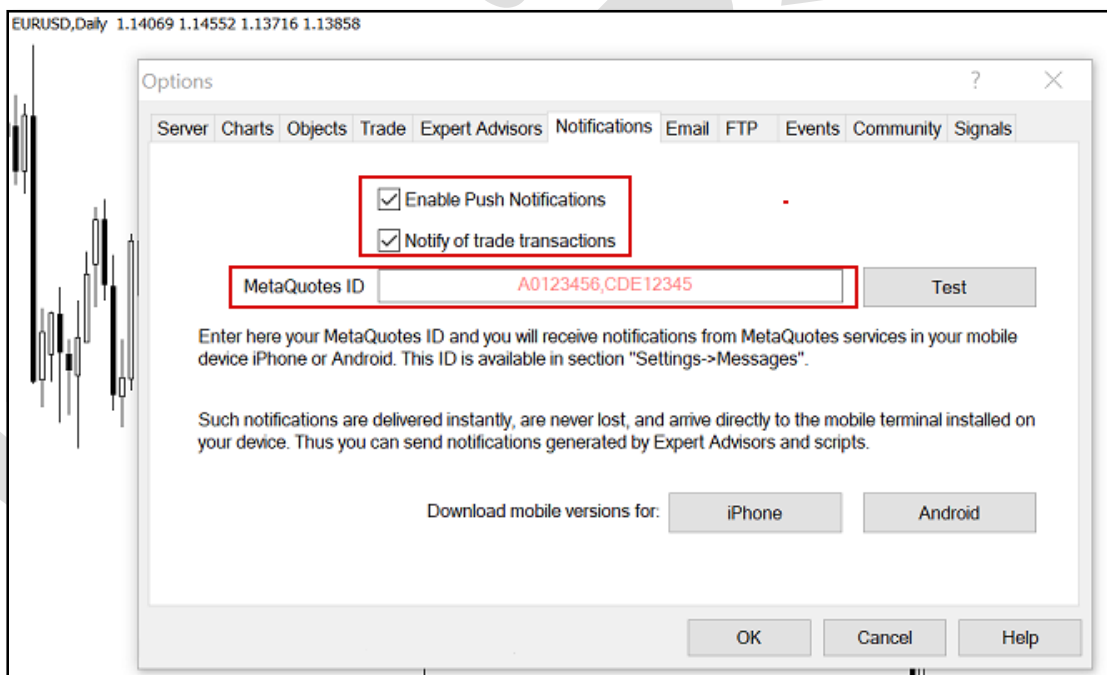 EURUSD,Daily 1.14069 1.14552 1.13716 1.13858
Options
Server Charts Objects Trade Expert Advisors Notifications Email FTP Events Community Signals
Enable Push Notifications
Notify of trade transactions
MetaQuotes ID A0123456,CDE12345 Test
Enter here your MetaQuotes ID and you will receive notifications from MetaQuotes services in your mobile
device iPhone or Android. This ID is available in section "Settings->Messages".
Such notifications are delivered instantly, are never lost, and arrive directly to the mobile terminal installed on
your device. Thus you can send notifications generated by Expert Advisors and scripts.
Download mobile versions for: iPhone Android
OK Cancel Help